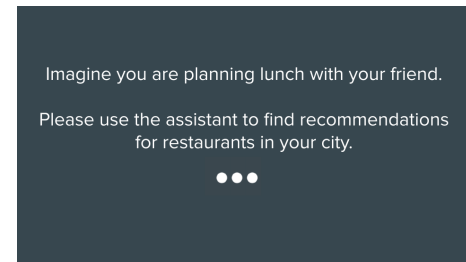 Imagine you are planning lunch with your friend.
Please use the assistant to find recommendations
for restaurants in your city.